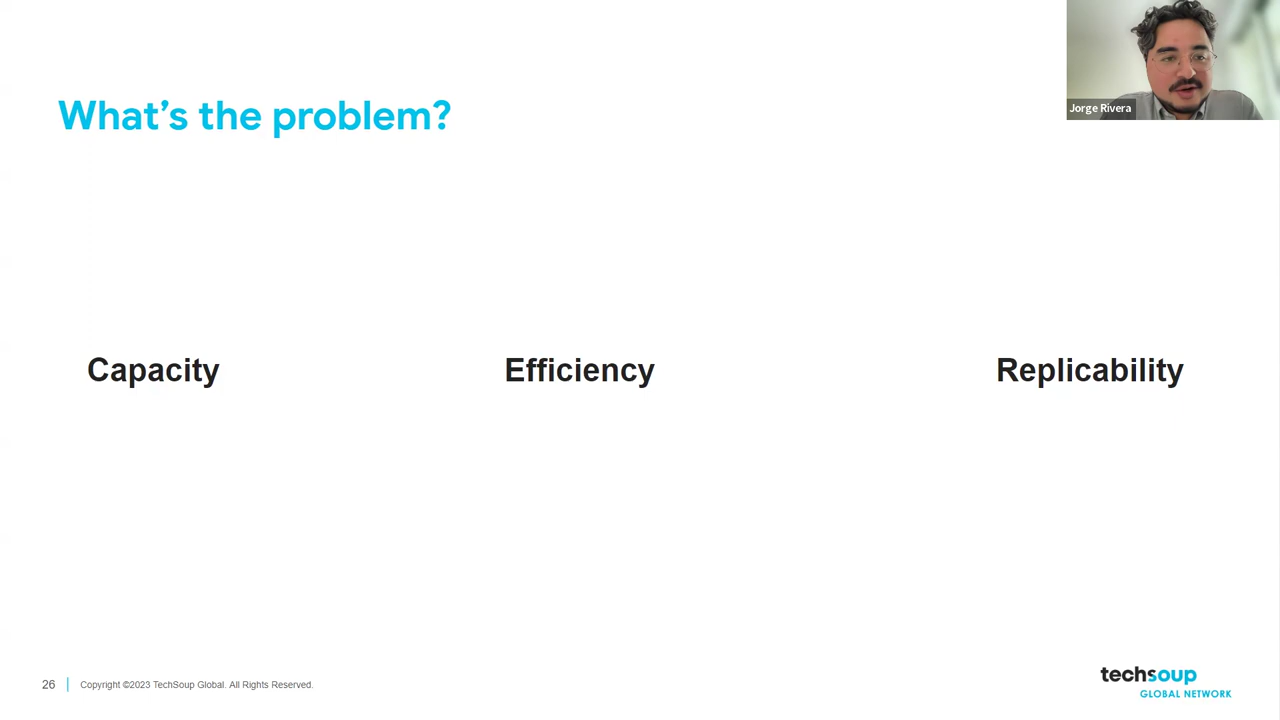 Jorge Rivera
What's the problem?
Capacity
Efficiency
Replicability
26
Copyright ©2023 TechSoup Global. All Rights Reserved.
techsoup
GLOBAL NETWORK